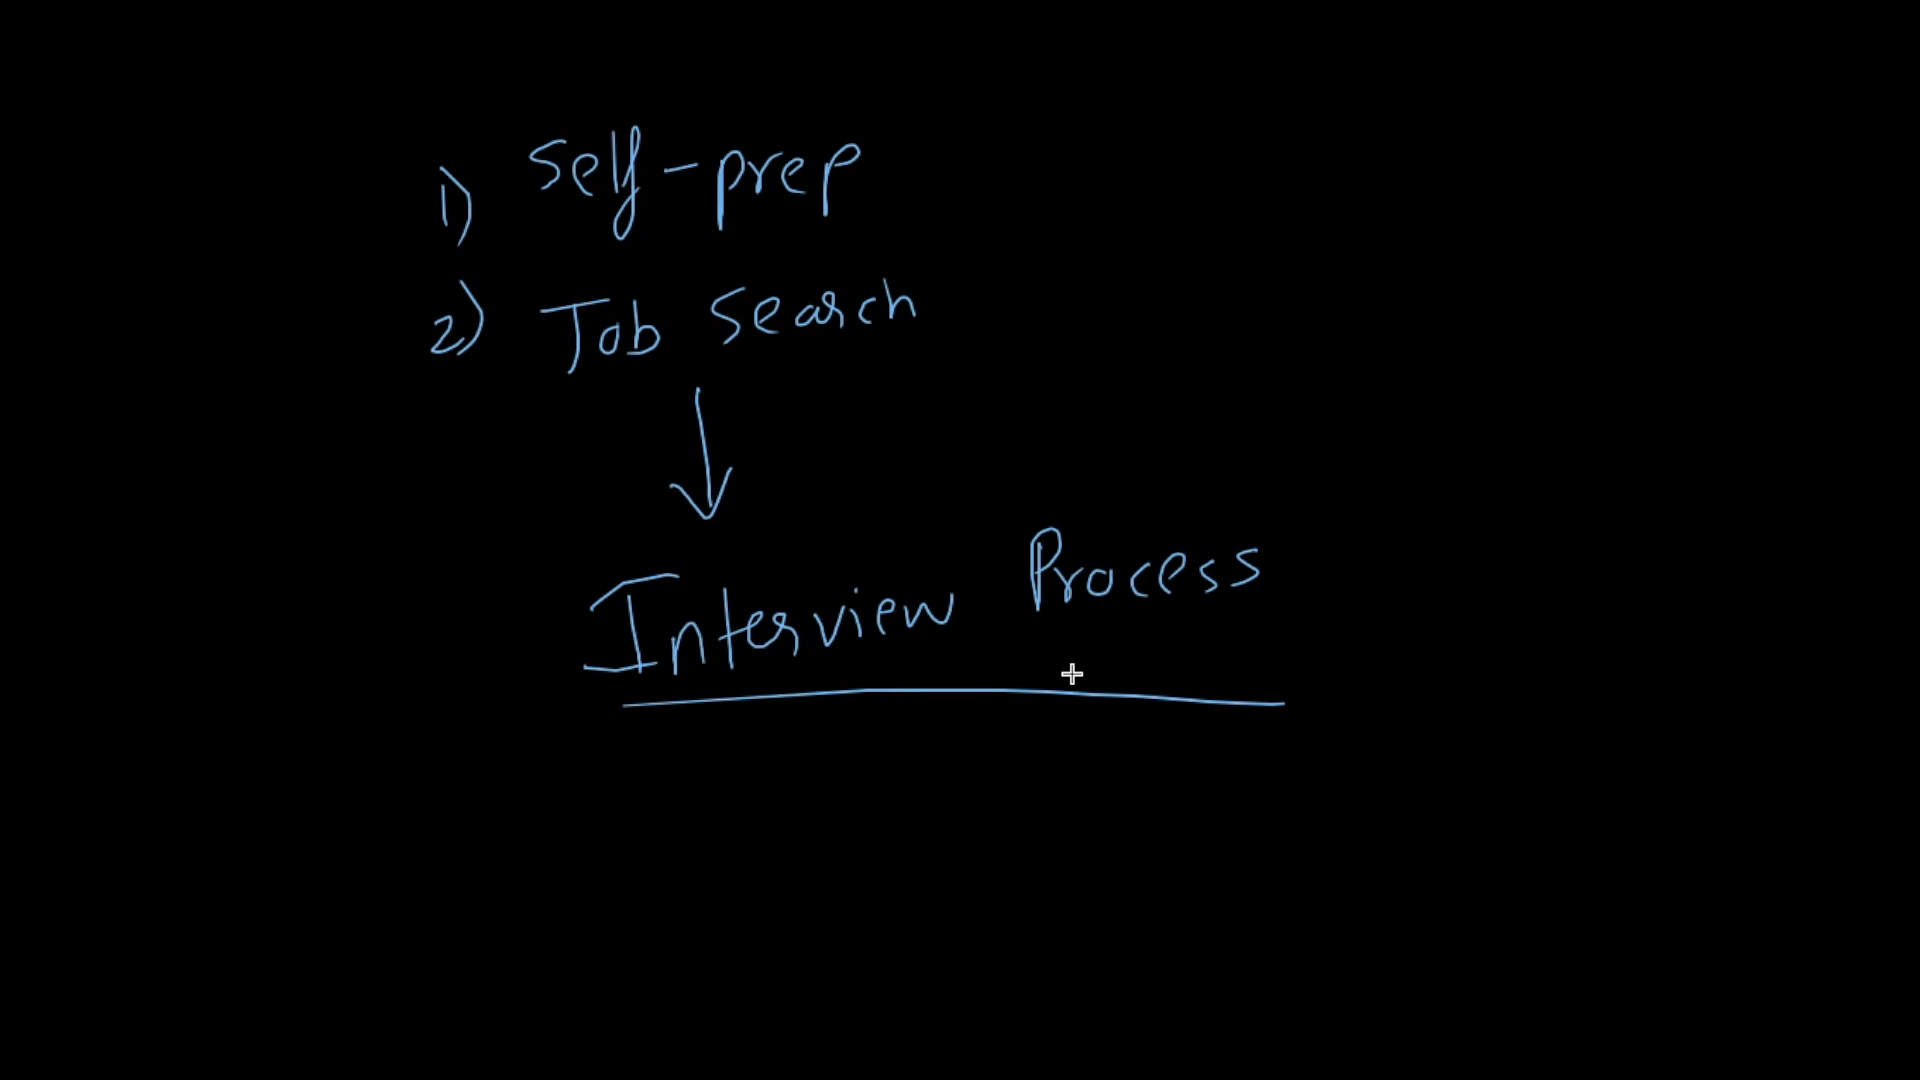 1) Self-prep
2) Job Search
Interview Process